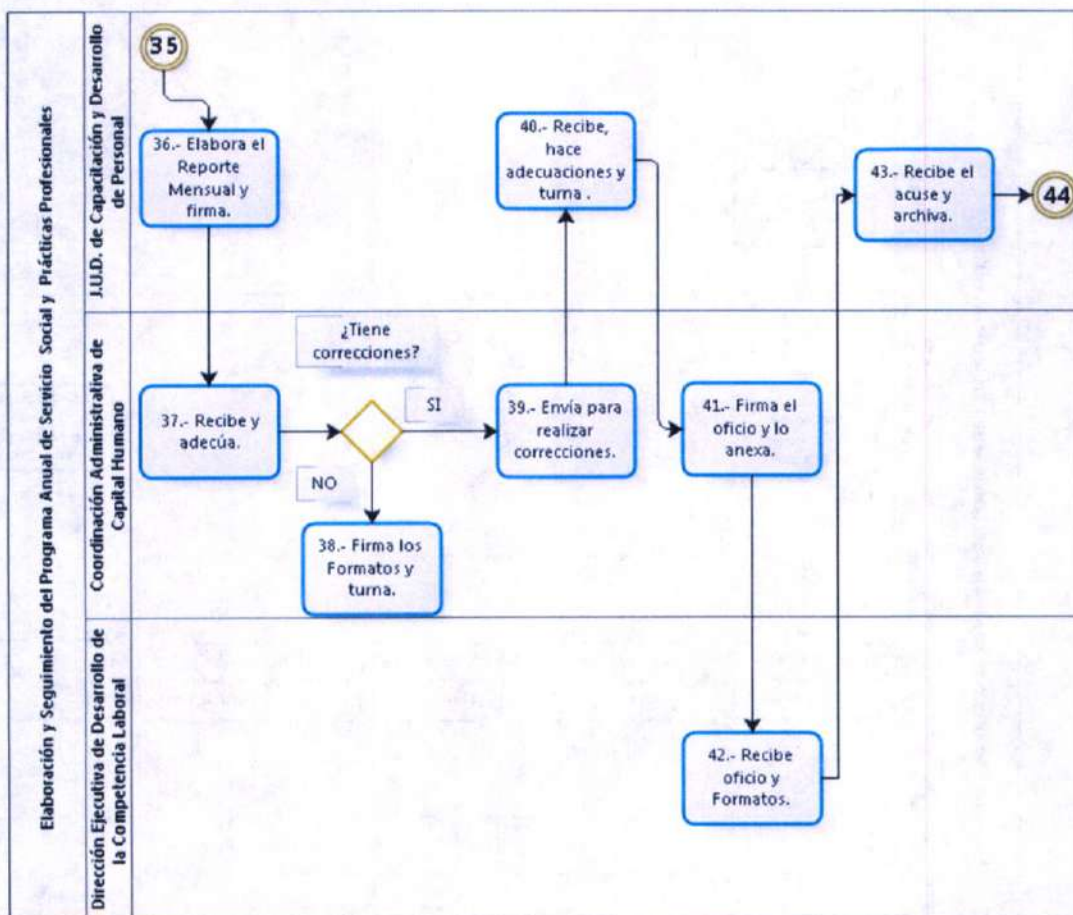 Elaboración y Seguimiento del Programa Anual de Servicio Social y Prácticas Profesionales
J.U.D. de Capacitación y Desarrollo
de Personal
35
36.- Elabora el
Reporte
Mensual y
firma.
40.- Recibe,
hace
adecuaciones y
turna .
43.- Recibe el
acuse y
archiva.
44
Coordinación Administrativa de
Capital Humano
37.- Recibe y
adecúa.
¿Tiene
correcciones?
SI
NO
38.- Firma los
Formatos y
turna.
39.- Envía para
realizar
correcciones.
41.- Firma el
oficio y lo
anexa.
Dirección Ejecutiva de Desarrollo de
la Competencia Laboral
42.- Recibe
oficio y
Formatos.